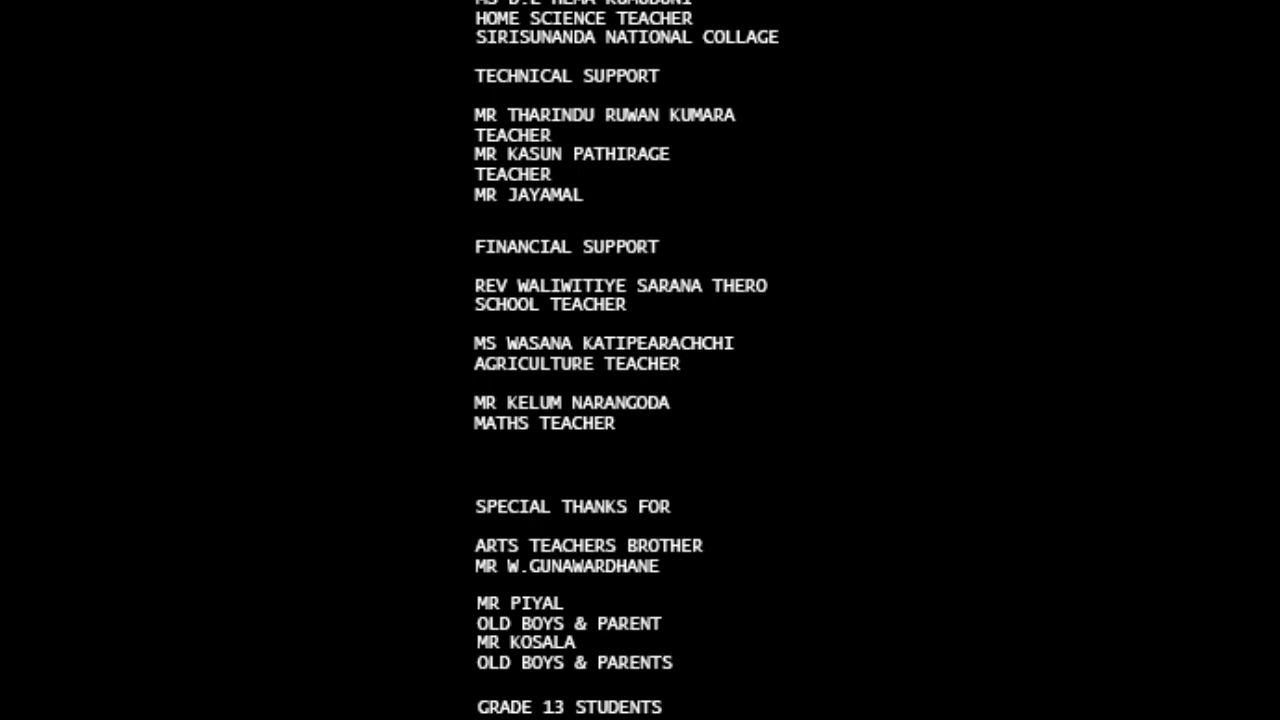 HOME SCIENCE TEACHER
SIRISUNANDA NATIONAL COLLAGE
TECHNICAL SUPPORT
MR THARINDU RUWAN KUMARA
TEACHER
MR KASUN PATHIRAGE
TEACHER
MR JAYAMAL
FINANCIAL SUPPORT
REV WALIWITIYE SARANA THERO
SCHOOL TEACHER
MS WASANA KATIPEARACHCHI
AGRICULTURE TEACHER
MR KELUM NARANGODA
MATHS TEACHER
SPECIAL THANKS FOR
ARTS TEACHERS BROTHER
MR W.GUNAWARDHANE
MR PIYAL
OLD BOYS & PARENT
MR KOSALA
OLD BOYS & PARENTS
GRADE 13 STUDENTS